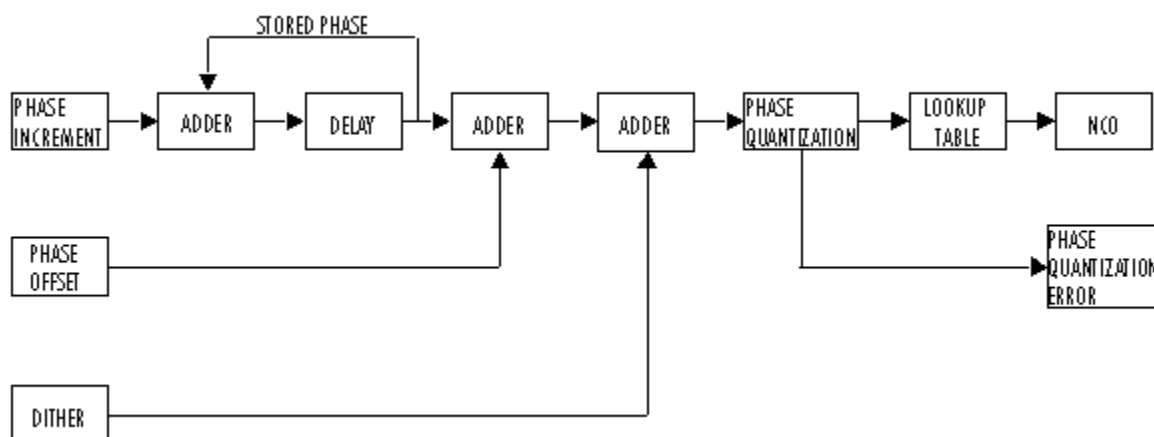 STORED PHASE
PHASE
INCREMENT
ADDER
DELAY
ADDER
ADDER
PHASE
QUANTIZATION
LOOKUP
TABLE
NCO
PHASE
OFFSET
PHASE
QUANTIZATION
ERROR
DITHER